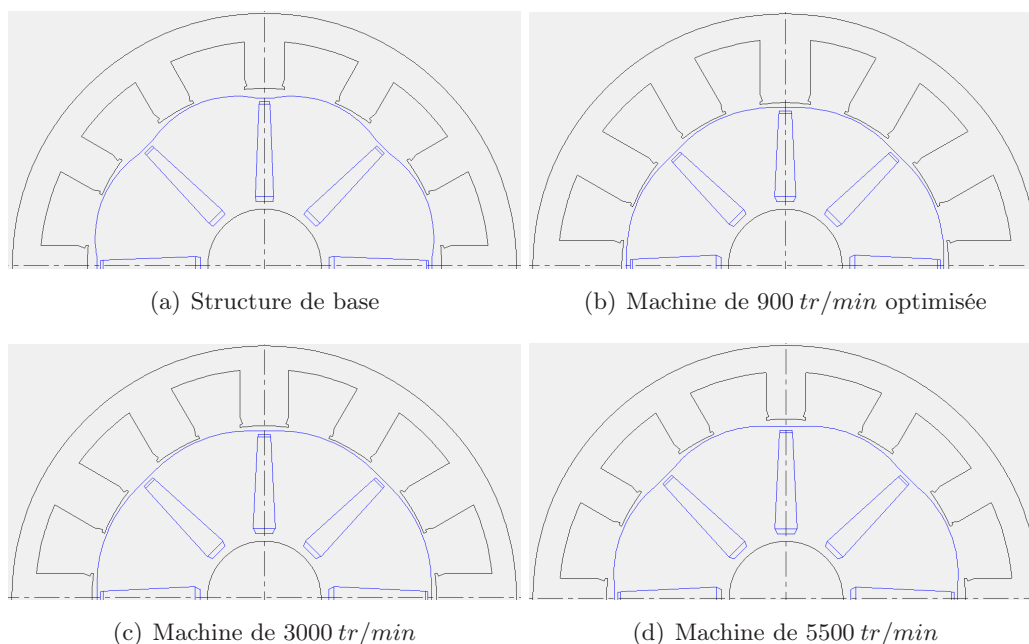 (a) Structure de base
(b) Machine de 900 tr/min optimisée
(c) Machine de 3000 tr/min
(d) Machine de 5500 tr/min